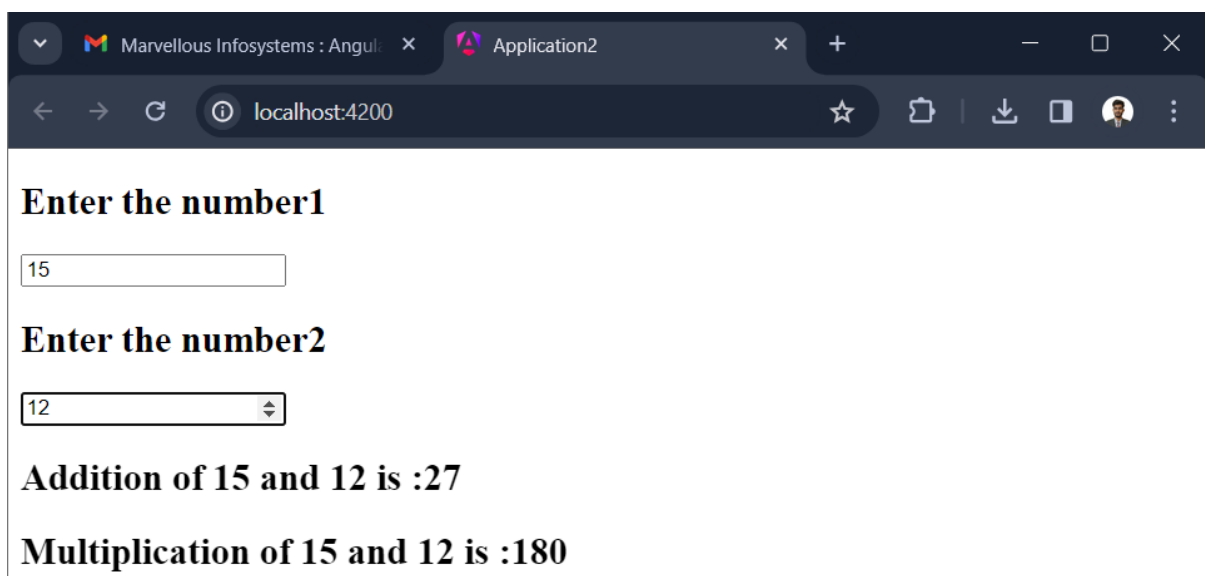 Marvellous Infosystems : Angula
Application2
localhost:4200
Enter the number1
15
Enter the number2
12
Addition of 15 and 12 is :27
Multiplication of 15 and 12 is :180